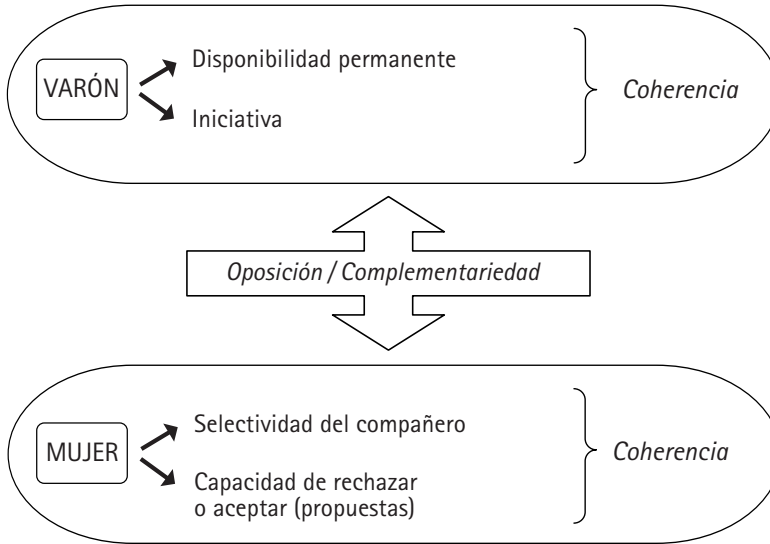 Disponibilidad permanente
VARÓN
Coherencia
Iniciativa
Oposición / Complementariedad
Selectividad del compañero
MUJER
Coherencia
Capacidad de rechazar
o aceptar (propuestas)